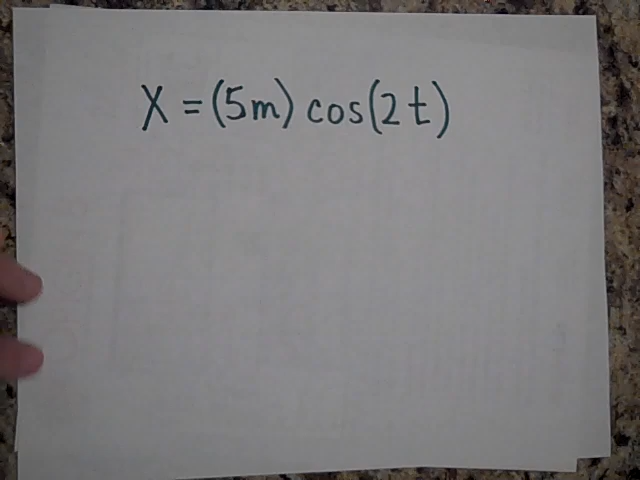 X = (5m) cos(2t)